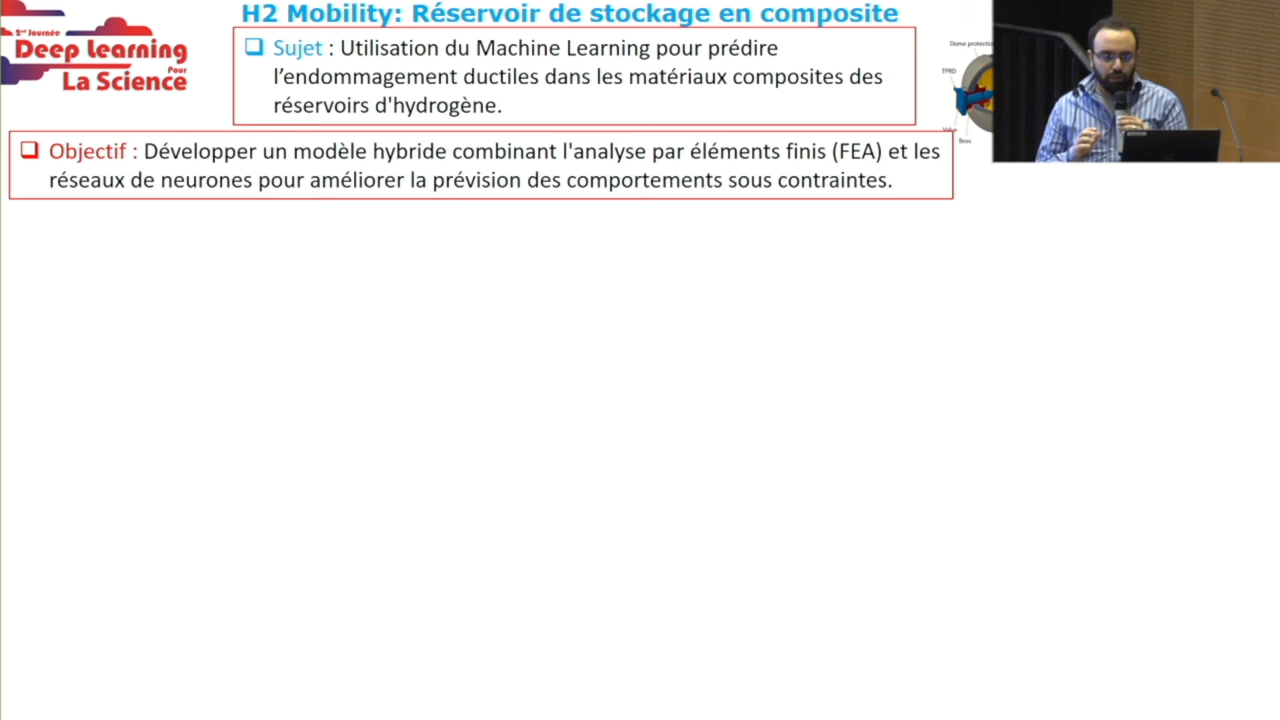 H2 Mobility: Réservoir de stockage en composite
2ème Journée
Deep Learning
Pour
La Science
❑ Sujet : Utilisation du Machine Learning pour prédire
l’endommagement ductiles dans les matériaux composites des
réservoirs d'hydrogène.
Dome protectio
TPRD
Valve
Boss
❑ Objectif : Développer un modèle hybride combinant l'analyse par éléments finis (FEA) et les
réseaux de neurones pour améliorer la prévision des comportements sous contraintes.